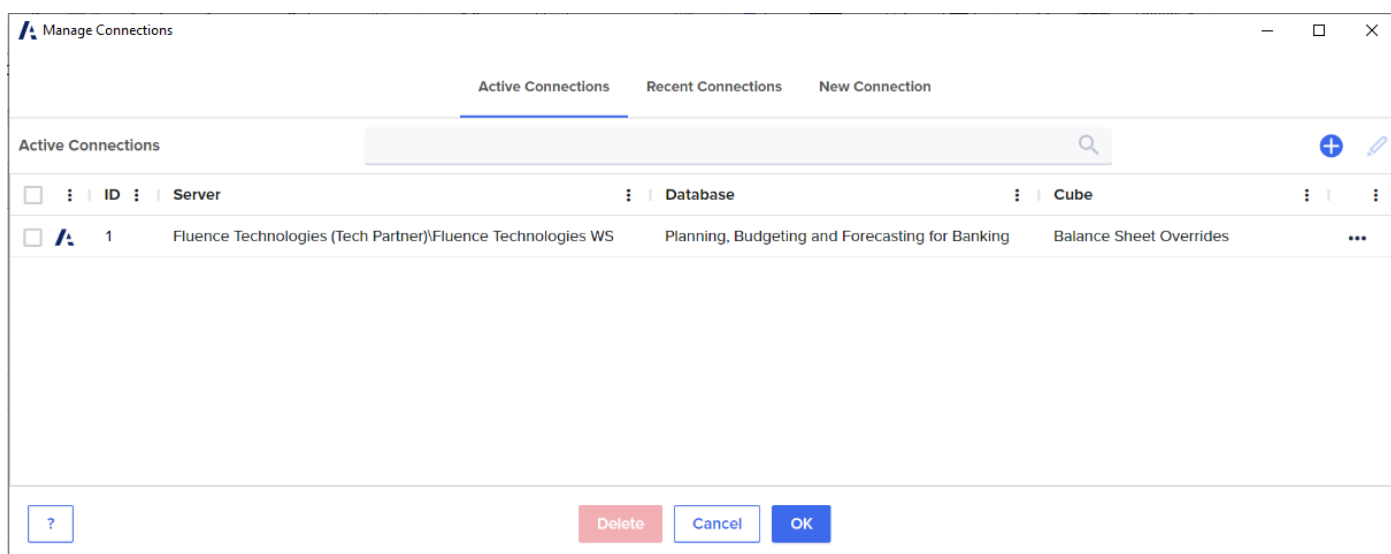 Manage Connections
Active Connections Recent Connections New Connection
Active Connections
ID Server Database Cube
1 Fluence Technologies (Tech Partner)\Fluence Technologies WS Planning, Budgeting and Forecasting for Banking Balance Sheet Overrides
? Delete Cancel OK